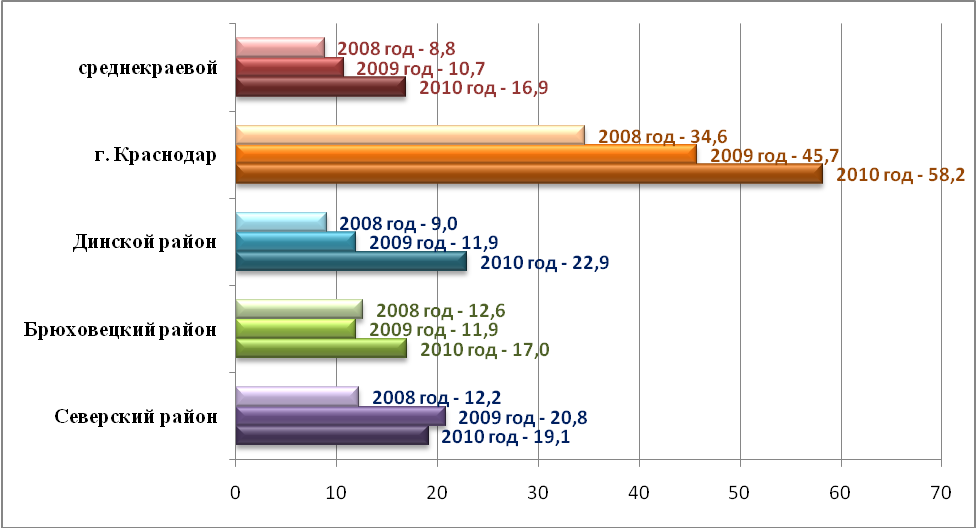 среднекраевой
2008 год - 8,8
2009 год - 10,7
2010 год - 16,9
г. Краснодар
2008 год - 34,6
2009 год - 45,7
2010 год - 58,2
Динской район
2008 год - 9,0
2009 год - 11,9
2010 год - 22,9
Брюховецкий район
2008 год - 12,6
2009 год - 11,9
2010 год - 17,0
Северский район
2008 год - 12,2
2009 год - 20,8
2010 год - 19,1
0 10 20 30 40 50 60 70